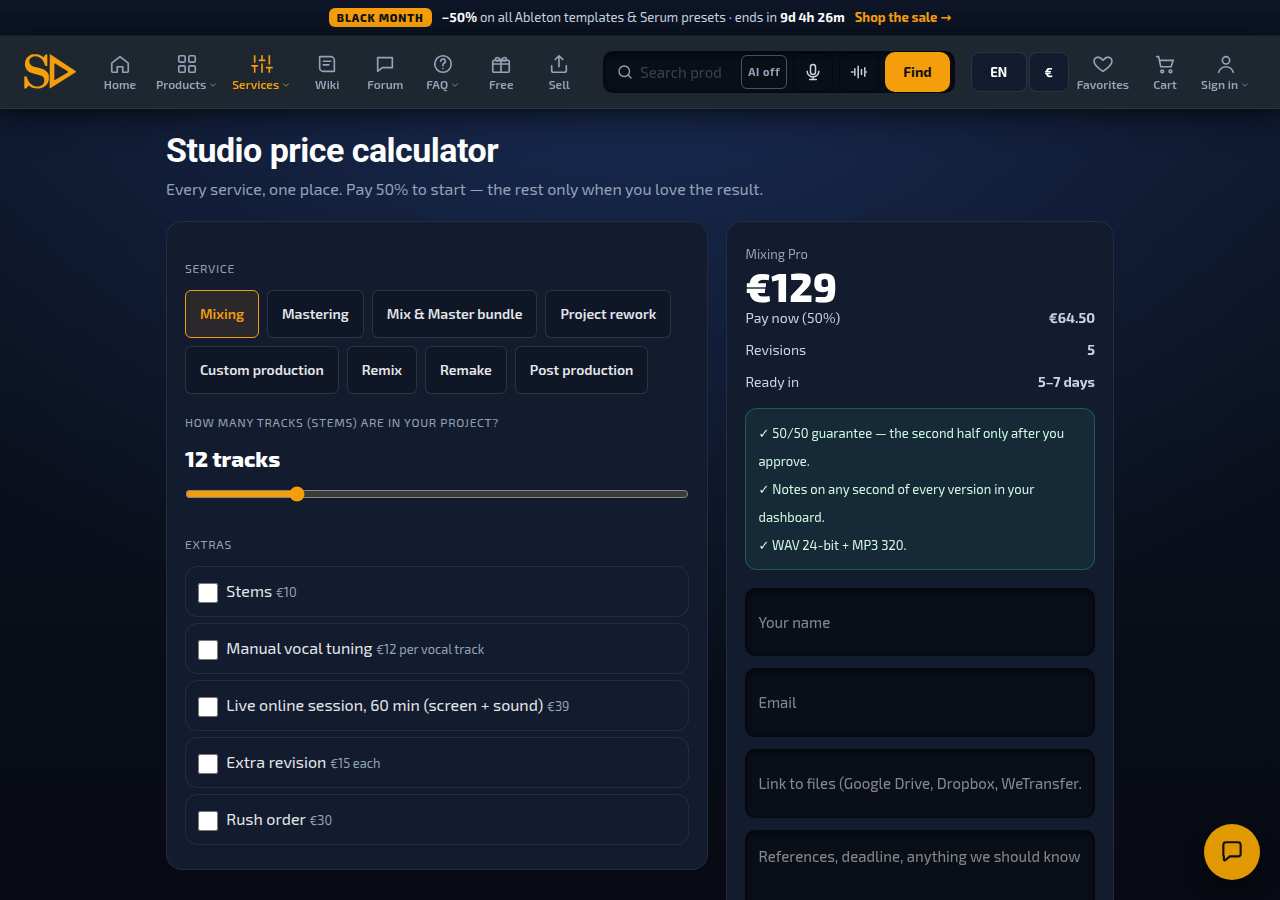 BLACK MONTH −50% on all Ableton templates & Serum presets · ends in 9d 4h 26m Shop the sale →
Home Products Services Wiki Forum FAQ Free Sell Search prod AI off Find EN € Favorites Cart Sign in
Studio price calculator
Every service, one place. Pay 50% to start — the rest only when you love the result.
SERVICE
Mixing Mastering Mix & Master bundle Project rework
Custom production Remix Remake Post production
HOW MANY TRACKS (STEMS) ARE IN YOUR PROJECT?
12 tracks
EXTRAS
Stems €10
Manual vocal tuning €12 per vocal track
Live online session, 60 min (screen + sound) €39
Extra revision €15 each
Rush order €30
Mixing Pro
€129
Pay now (50%) €64.50
Revisions 5
Ready in 5–7 days
✓ 50/50 guarantee — the second half only after you
approve.
✓ Notes on any second of every version in your
dashboard.
✓ WAV 24-bit + MP3 320.
Your name
Email
Link to files (Google Drive, Dropbox, WeTransfer.
References, deadline, anything we should know